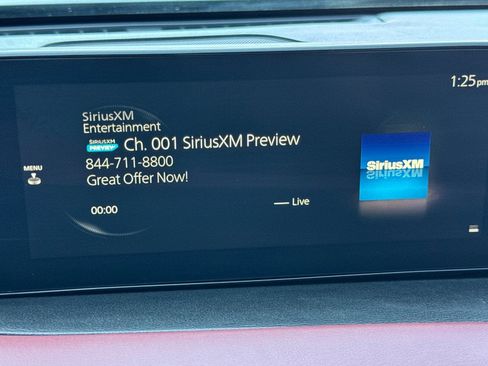 1:25pm
SiriusXM
Entertainment
SiriusXM PREVIEW Ch. 001 SiriusXM Preview
844-711-8800
Great Offer Now!
MENU
00:00
Live
SiriusXM